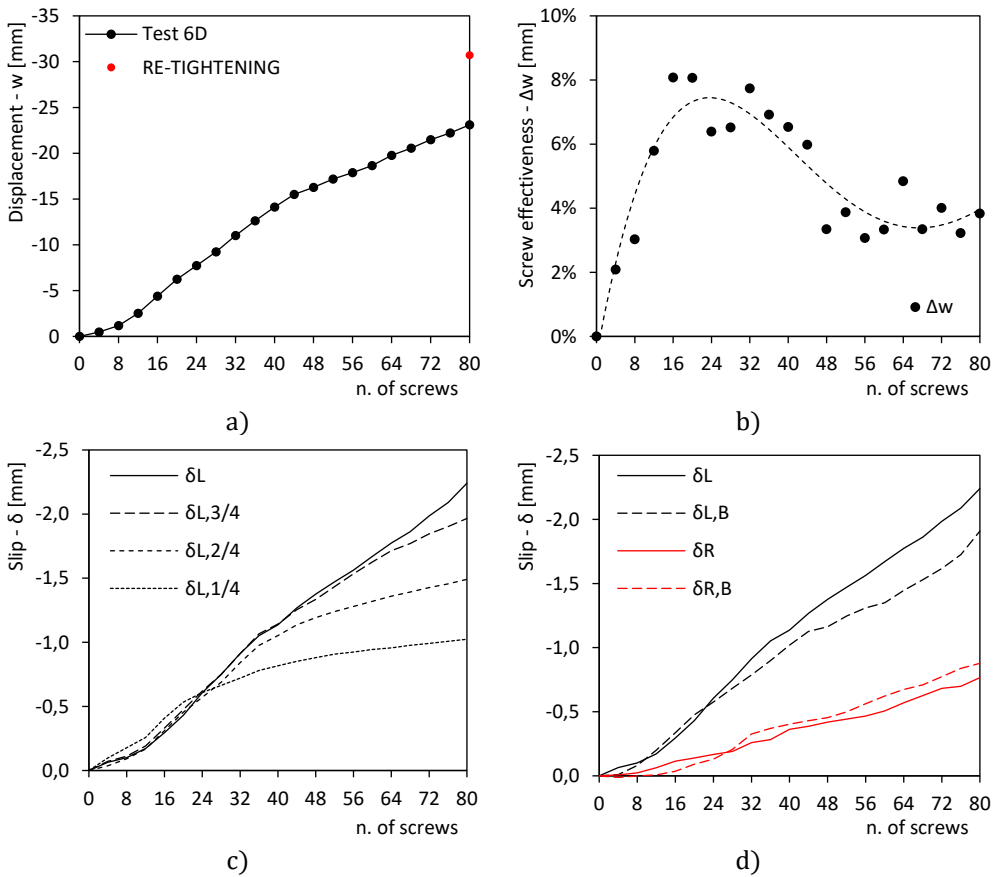 Displacement - w [mm]
-35
-30
-25
-20
-15
-10
-5
0
Test 6D
RE-TIGHTENING
0 8 16 24 32 40 48 56 64 72 80
n. of screws
a)
Screw effectiveness - Δw
10%
8%
6%
4%
2%
0%
Δw
0 8 16 24 32 40 48 56 64 72 80
n. of screws
b)
Slip - δ [mm]
-2,5
-2,0
-1,5
-1,0
-0,5
0,0
δL
δL,3/4
δL,2/4
δL,1/4
0 8 16 24 32 40 48 56 64 72 80
n. of screws
c)
Slip - δ [mm]
-2,5
-2,0
-1,5
-1,0
-0,5
0,0
δL
δL,B
δR
δR,B
0 8 16 24 32 40 48 56 64 72 80
n. of screws
d)